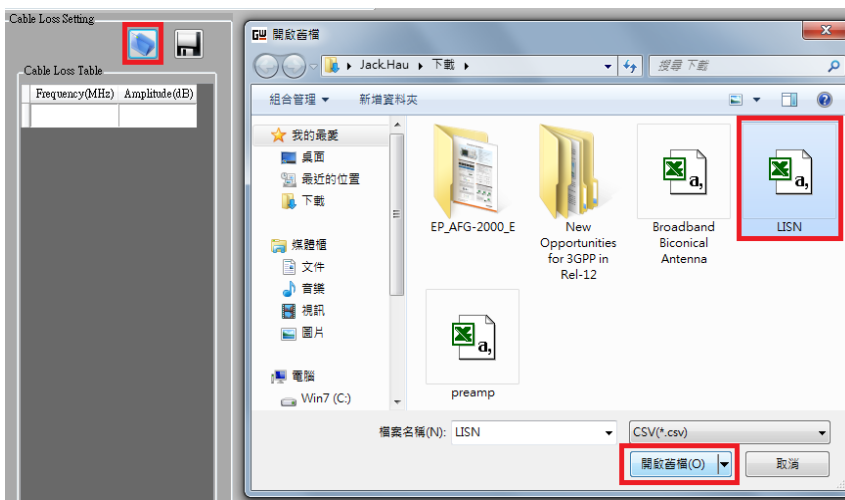 Cable Loss Setting
Cable Loss Table
Frequency(MHz) Amplitude(dB)
GW 開啟舊檔
Jack.Hau 下載
搜尋 下載
組合管理 新增資料夾
我的最愛
桌面
最近的位置
下載
媒體櫃
文件
音樂
視訊
圖片
電腦
Win7 (C:)
EP_AFG-2000_E
New
Opportunities
for 3GPP in
Rel-12
Broadband
Biconical
Antenna
LISN
preamp
檔案名稱(N): LISN
CSV(*.csv)
開啟舊檔(O)
取消